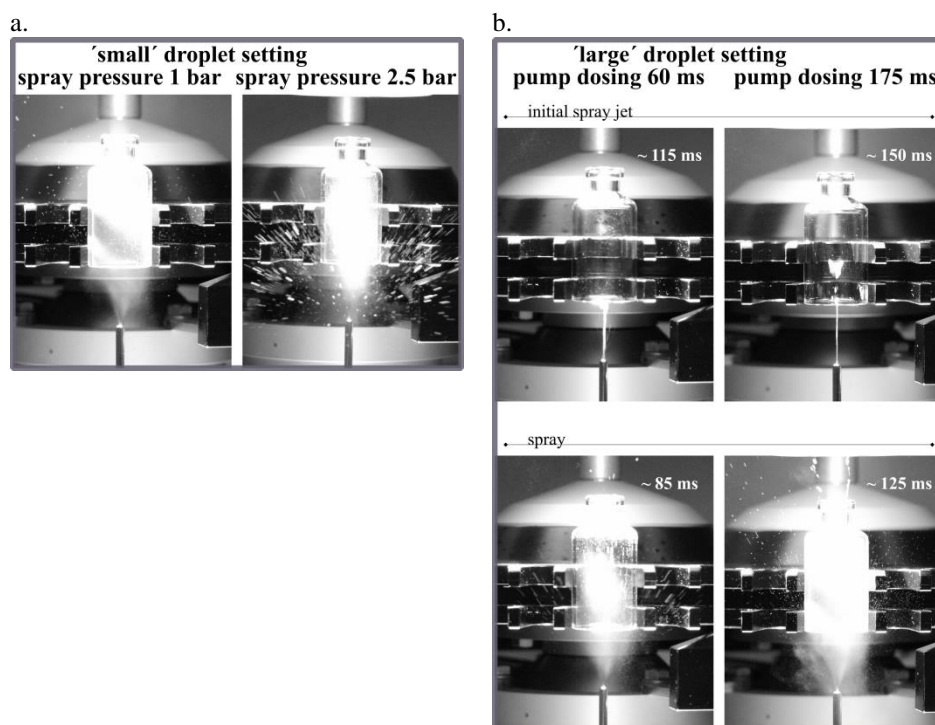 a.
´small´ droplet setting
spray pressure 1 bar spray pressure 2.5 bar
b.
´large´ droplet setting
pump dosing 60 ms pump dosing 175 ms
initial spray jet
~ 115 ms ~ 150 ms
spray
~ 85 ms ~ 125 ms